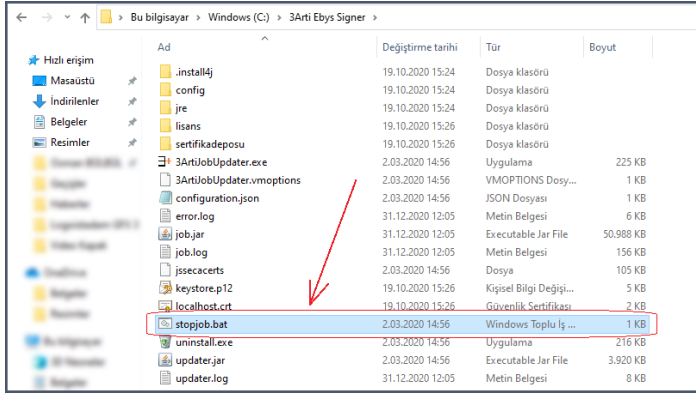 Bu bilgisayar > Windows (C:) > 3Arti Ebys Signer >
Ad Değiştirme tarihi Tür Boyut
Hızlı erişim
Masaüstü
İndirilenler
Belgeler
Resimler
.install4j 19.10.2020 15:24 Dosya klasörü
config 19.10.2020 15:24 Dosya klasörü
jre 19.10.2020 15:24 Dosya klasörü
lisans 19.10.2020 15:26 Dosya klasörü
sertifikadeposu 19.10.2020 15:26 Dosya klasörü
3ArtiJobUpdater.exe 2.03.2020 14:56 Uygulama 225 KB
3ArtiJobUpdater.vmoptions 2.03.2020 14:56 VMOPTIONS Dosy... 1 KB
configuration.json 2.03.2020 14:56 JSON Dosyası 1 KB
error.log 31.12.2020 12:05 Metin Belgesi 6 KB
job.jar 31.12.2020 12:05 Executable Jar File 50.988 KB
job.log 31.12.2020 12:05 Metin Belgesi 156 KB
jssecacerts 2.03.2020 14:56 Dosya 105 KB
keystore.p12 19.10.2020 15:26 Kişisel Bilgi Değişi... 5 KB
localhost.crt 19.10.2020 15:26 Güvenlik Sertifikası 2 KB
stopjob.bat 2.03.2020 14:56 Windows Toplu İş ... 1 KB
uninstall.exe 2.03.2020 14:56 Uygulama 216 KB
updater.jar 2.03.2020 14:56 Executable Jar File 3.920 KB
updater.log 31.12.2020 12:05 Metin Belgesi 8 KB